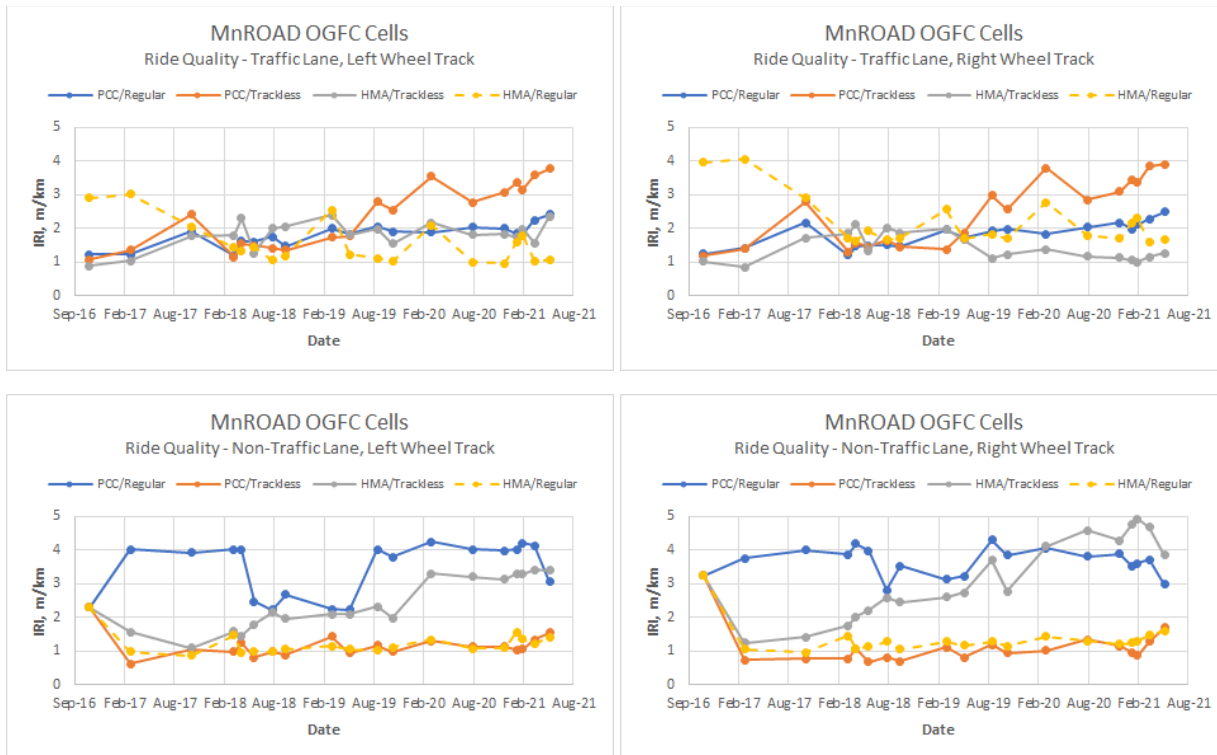 MnROAD OGFC Cells
Ride Quality - Traffic Lane, Left Wheel Track
PCC/Regular PCC/Trackless HMA/Trackless HMA/Regular
5
4
3
2
1
0
IRI, m/km
Sep-16 Feb-17 Aug-17 Feb-18 Aug-18 Feb-19 Aug-19 Feb-20 Aug-20 Feb-21 Aug-21
Date
MnROAD OGFC Cells
Ride Quality - Traffic Lane, Right Wheel Track
PCC/Regular PCC/Trackless HMA/Trackless HMA/Regular
5
4
3
2
1
0
IRI, m/km
Sep-16 Feb-17 Aug-17 Feb-18 Aug-18 Feb-19 Aug-19 Feb-20 Aug-20 Feb-21 Aug-21
Date
MnROAD OGFC Cells
Ride Quality - Non-Traffic Lane, Left Wheel Track
PCC/Regular PCC/Trackless HMA/Trackless HMA/Regular
5
4
3
2
1
0
IRI, m/km
Sep-16 Feb-17 Aug-17 Feb-18 Aug-18 Feb-19 Aug-19 Feb-20 Aug-20 Feb-21 Aug-21
Date
MnROAD OGFC Cells
Ride Quality - Non-Traffic Lane, Right Wheel Track
PCC/Regular PCC/Trackless HMA/Trackless HMA/Regular
5
4
3
2
1
0
IRI, m/km
Sep-16 Feb-17 Aug-17 Feb-18 Aug-18 Feb-19 Aug-19 Feb-20 Aug-20 Feb-21 Aug-21
Date